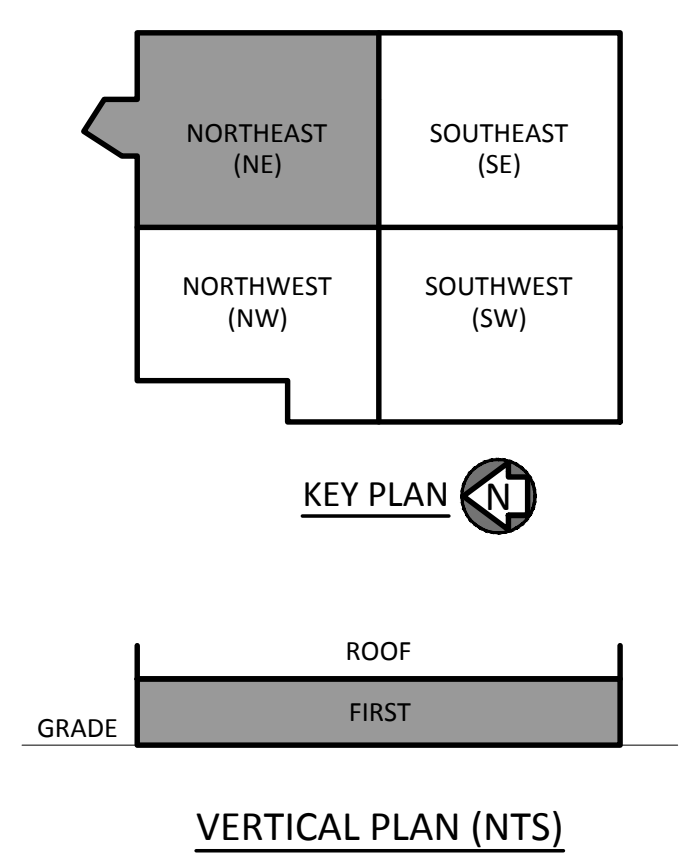 NORTHEAST
(NE)
SOUTHEAST
(SE)
NORTHWEST
(NW)
SOUTHWEST
(SW)
KEY PLAN
N
ROOF
FIRST
GRADE
VERTICAL PLAN (NTS)